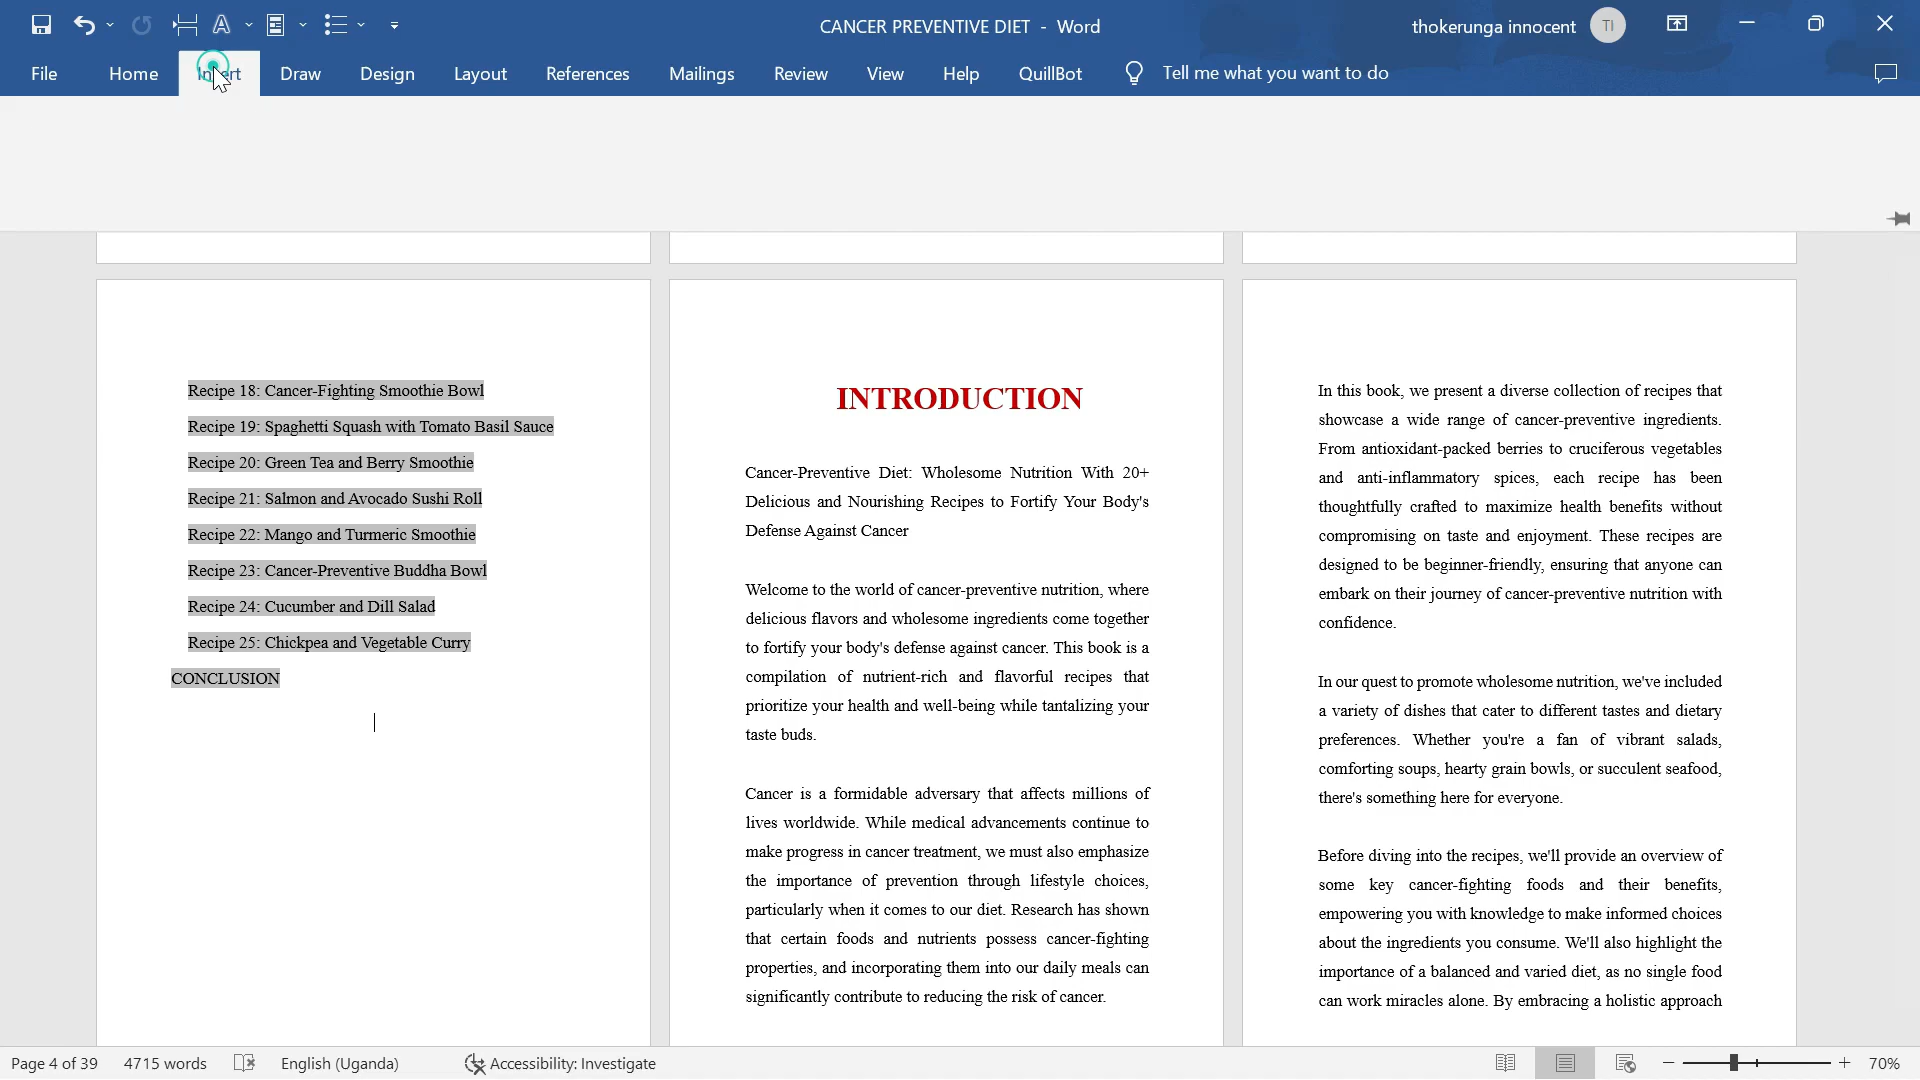 CANCER PREVENTIVE DIET - Word
thokerunga innocent
TI
File
Home
Insert
Draw
Design
Layout
References
Mailings
Review
View
Help
QuillBot
Tell me what you want to do
Recipe 18: Cancer-Fighting Smoothie Bowl
Recipe 19: Spaghetti Squash with Tomato Basil Sauce
Recipe 20: Green Tea and Berry Smoothie
Recipe 21: Salmon and Avocado Sushi Roll
Recipe 22: Mango and Turmeric Smoothie
Recipe 23: Cancer-Preventive Buddha Bowl
Recipe 24: Cucumber and Dill Salad
Recipe 25: Chickpea and Vegetable Curry
CONCLUSION
INTRODUCTION
Cancer-Preventive Diet: Wholesome Nutrition With 20+
Delicious and Nourishing Recipes to Fortify Your Body's
Defense Against Cancer
Welcome to the world of cancer-preventive nutrition, where
delicious flavors and wholesome ingredients come together
to fortify your body's defense against cancer. This book is a
compilation of nutrient-rich and flavorful recipes that
prioritize your health and well-being while tantalizing your
taste buds.
Cancer is a formidable adversary that affects millions of
lives worldwide. While medical advancements continue to
make progress in cancer treatment, we must also emphasize
the importance of prevention through lifestyle choices,
particularly when it comes to our diet. Research has shown
that certain foods and nutrients possess cancer-fighting
properties, and incorporating them into our daily meals can
significantly contribute to reducing the risk of cancer.
In this book, we present a diverse collection of recipes that
showcase a wide range of cancer-preventive ingredients.
From antioxidant-packed berries to cruciferous vegetables
and anti-inflammatory spices, each recipe has been
thoughtfully crafted to maximize health benefits without
compromising on taste and enjoyment. These recipes are
designed to be beginner-friendly, ensuring that anyone can
embark on their journey of cancer-preventive nutrition with
confidence.
In our quest to promote wholesome nutrition, we've included
a variety of dishes that cater to different tastes and dietary
preferences. Whether you're a fan of vibrant salads,
comforting soups, hearty grain bowls, or succulent seafood,
there's something here for everyone.
Before diving into the recipes, we'll provide an overview of
some key cancer-fighting foods and their benefits,
empowering you with knowledge to make informed choices
about the ingredients you consume. We'll also highlight the
importance of a balanced and varied diet, as no single food
can work miracles alone. By embracing a holistic approach
Page 4 of 39
4715 words
English (Uganda)
Accessibility: Investigate
70%